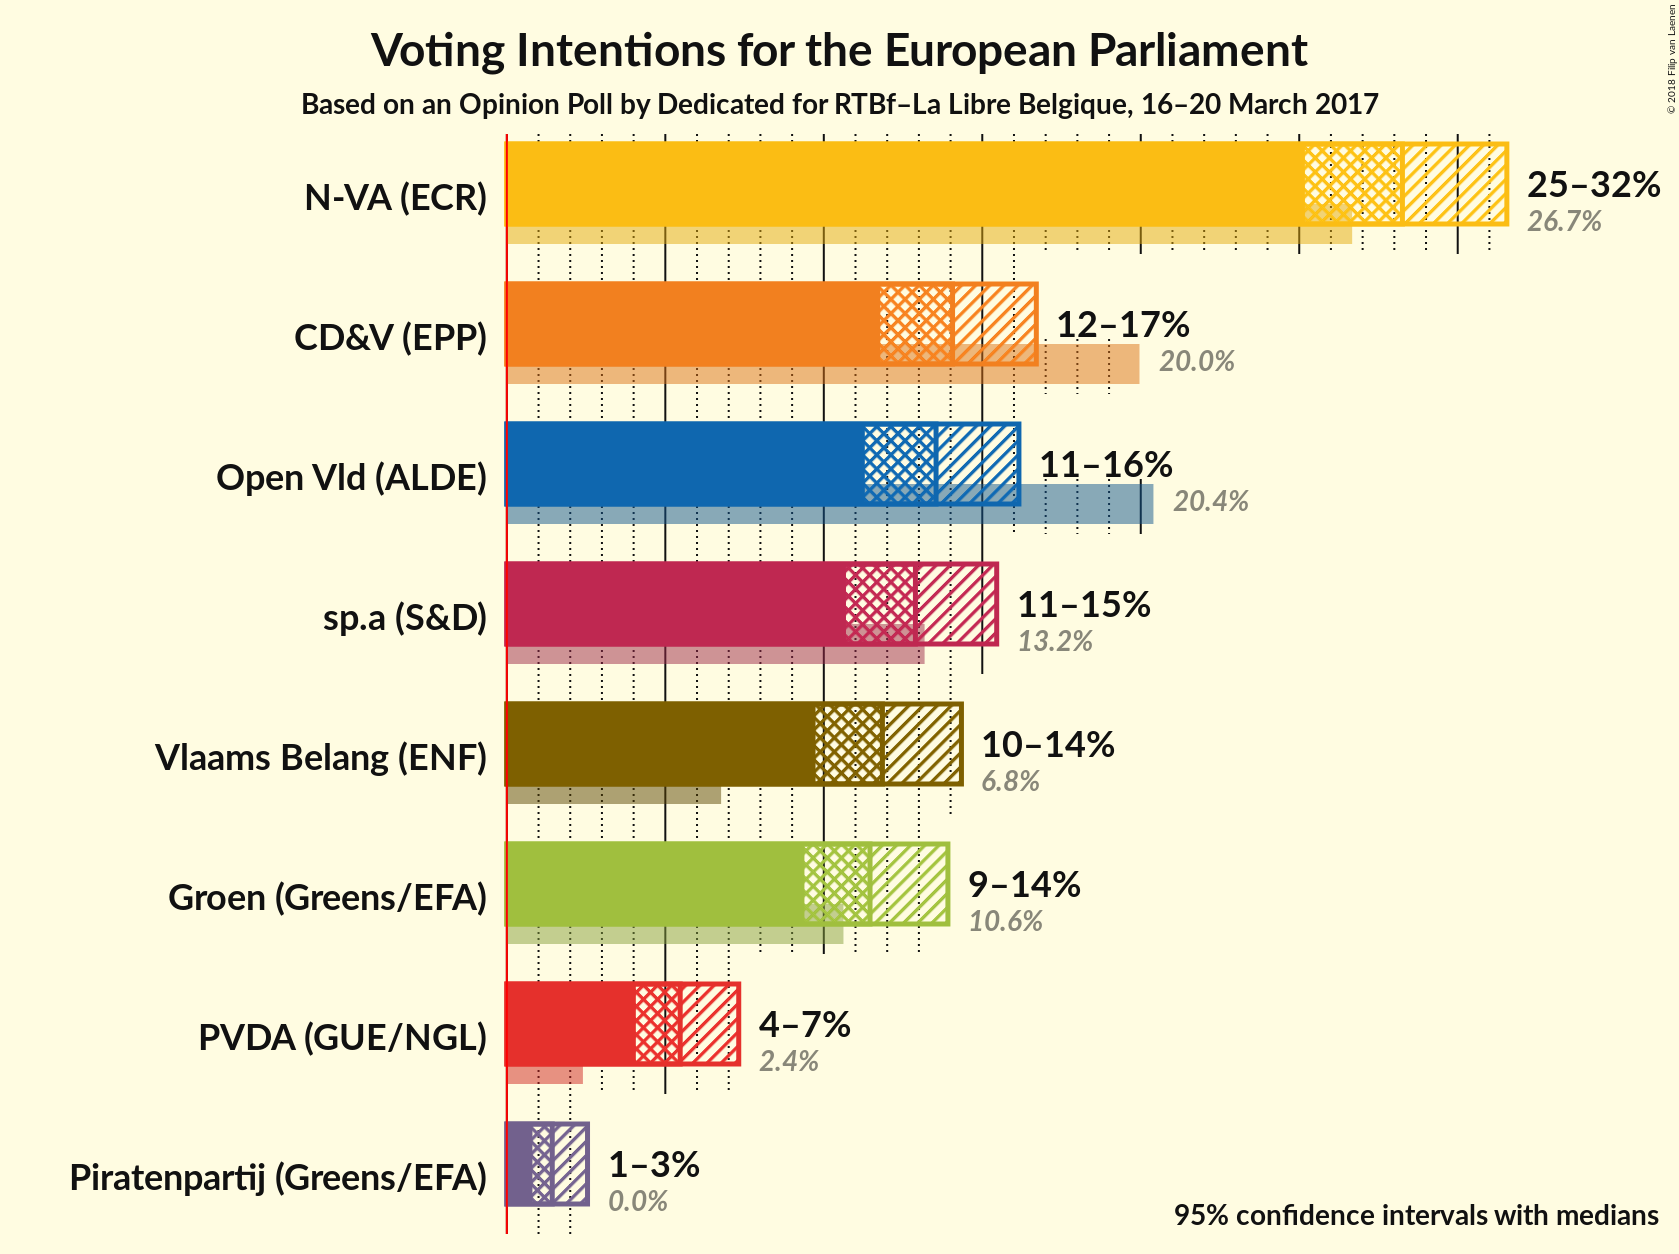 Voting Intentions for the European Parliament
Based on an Opinion Poll by Dedicated for RTBf–La Libre Belgique, 16–20 March 2017
© 2018 Filip van Laenen
N-VA (ECR)
25–32%
26.7%
CD&V (EPP)
12–17%
20.0%
Open Vld (ALDE)
11–16%
20.4%
sp.a (S&D)
11–15%
13.2%
Vlaams Belang (ENF)
10–14%
6.8%
Groen (Greens/EFA)
9–14%
10.6%
PVDA (GUE/NGL)
4–7%
2.4%
Piratenpartij (Greens/EFA)
1–3%
0.0%
95% confidence intervals with medians